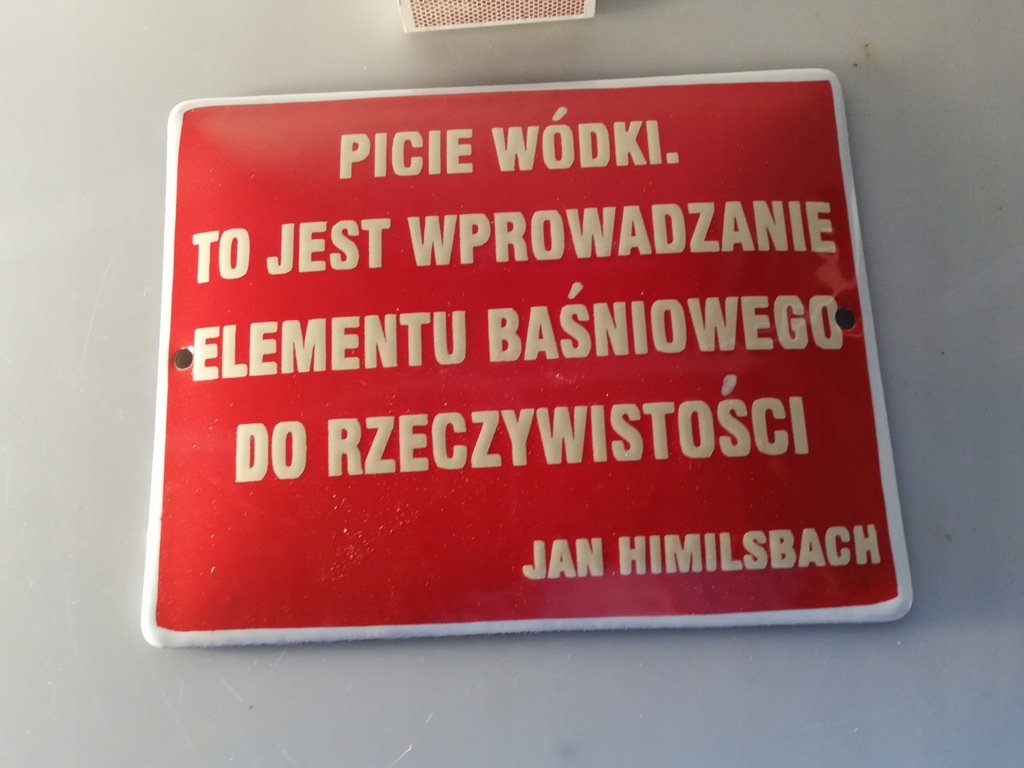 PICIE WÓDKI.
TO JEST WPROWADZANIE
ELEMENTU BAŚNIOWEGO
DO RZECZYWISTOŚCI
JAN HIMILSBACH